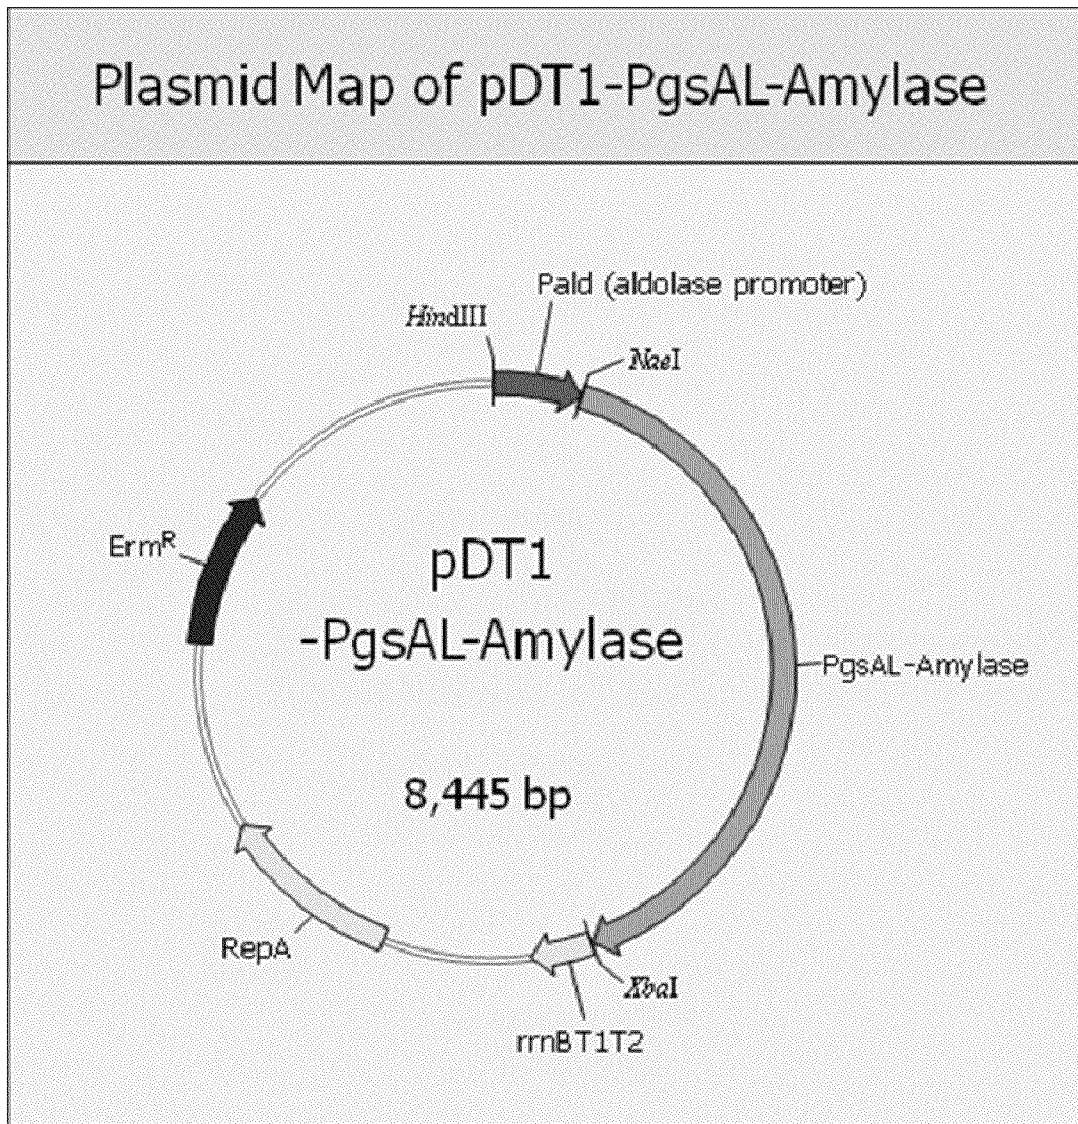 Plasmid Map of pDT1-PgsAL-Amylase
Pald (aldolase promoter)
HindIII
NaeI
ErmR
pDT1
-PgsAL-Amylase
PgsAL-Amylase
8,445 bp
RepA
XbaI
rrnBT1T2